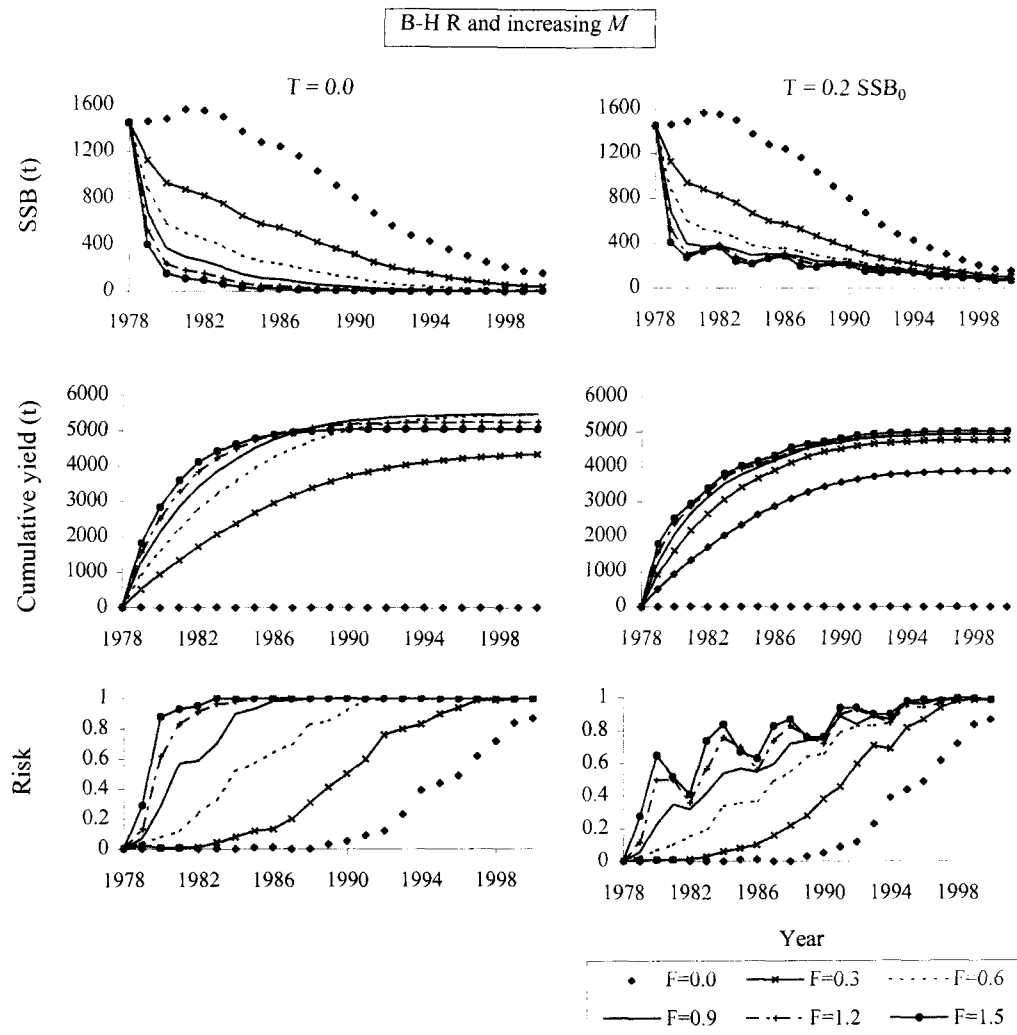 B-H R and increasing M
T = 0.0
T = 0.2 SSB₀
SSB (t)
1600
1200
800
400
0
1978 1982 1986 1990 1994 1998
1600
1200
800
400
0
1978 1982 1986 1990 1994 1998
Cumulative yield (t)
6000
5000
4000
3000
2000
1000
0
1978 1982 1986 1990 1994 1998
6000
5000
4000
3000
2000
1000
0
1978 1982 1986 1990 1994 1998
Risk
1
0.8
0.6
0.4
0.2
0
1978 1982 1986 1990 1994 1998
1
0.8
0.6
0.4
0.2
0
1978 1982 1986 1990 1994 1998
Year
F=0.0 F=0.3 F=0.6
F=0.9 F=1.2 F=1.5